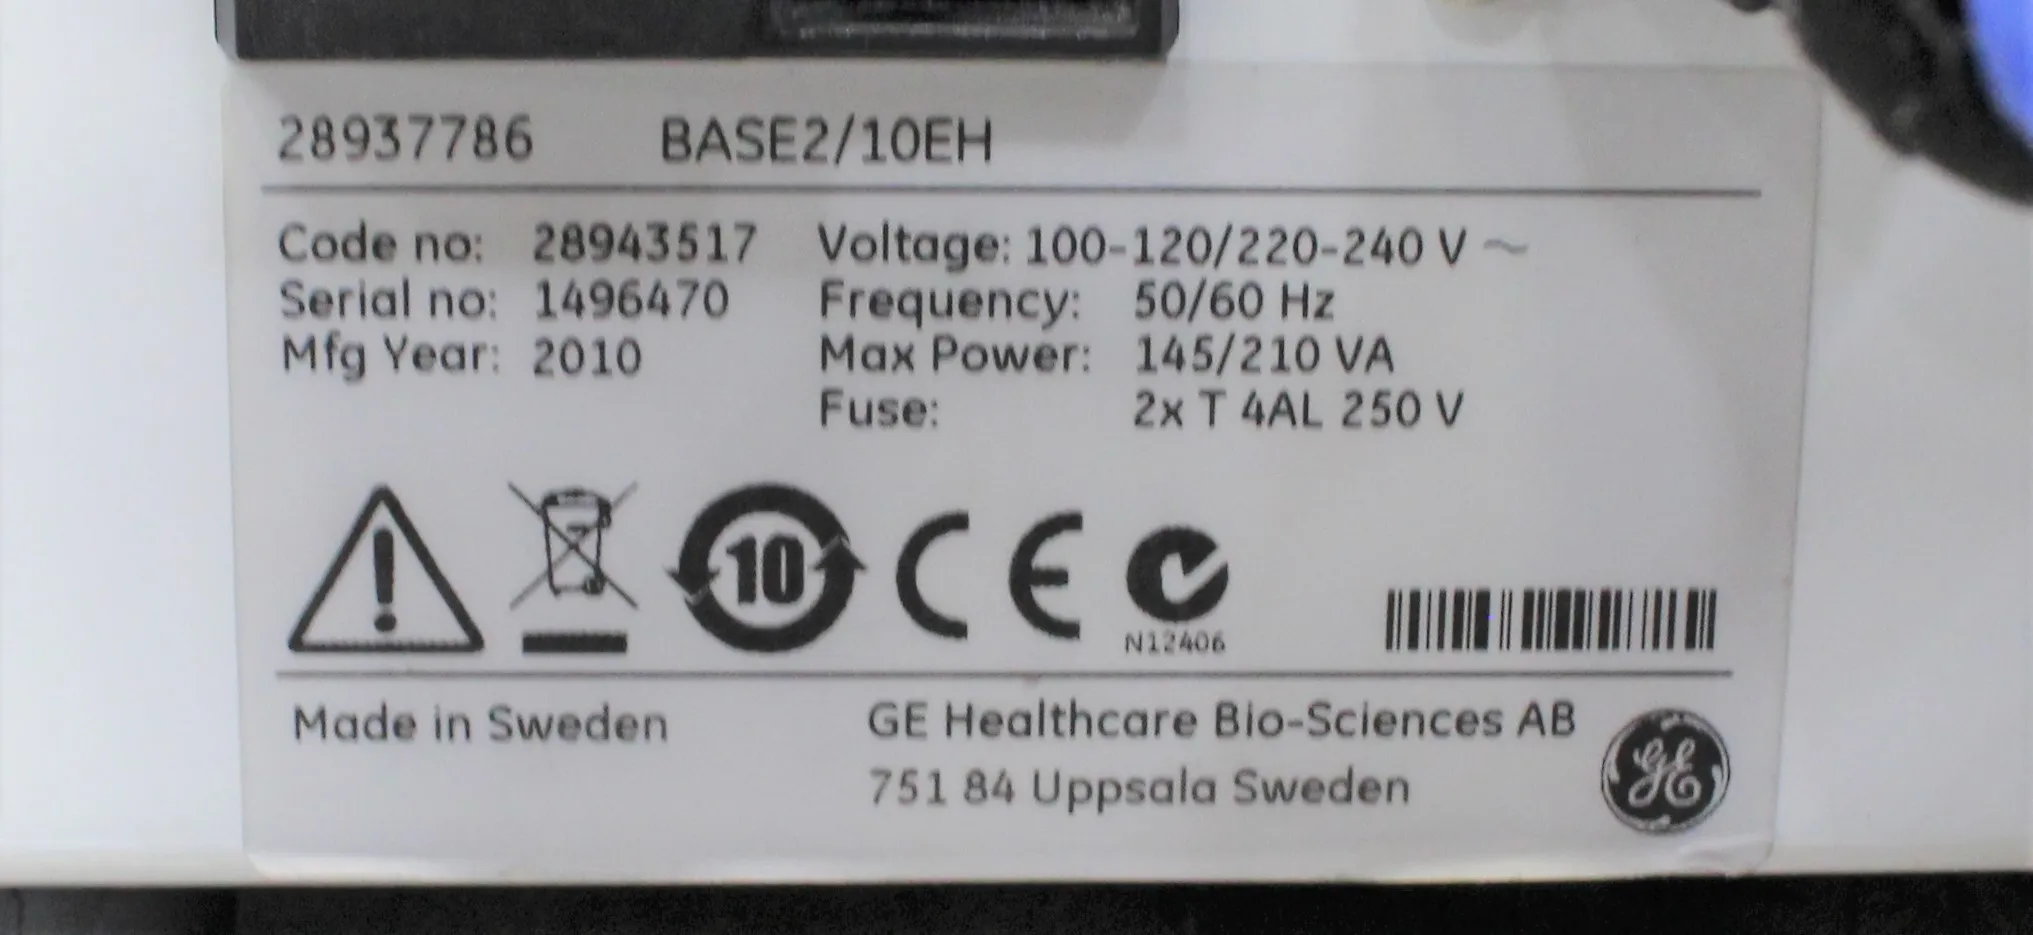 28937786 BASE2/10EH
Code no: 28943517 Voltage: 100-120/220-240 V ~
Serial no: 1496470 Frequency: 50/60 Hz
Mfg Year: 2010 Max Power: 145/210 VA
Fuse: 2x T 4AL 250 V
10 CE
N12406
Made in Sweden GE Healthcare Bio-Sciences AB
751 84 Uppsala Sweden
GE